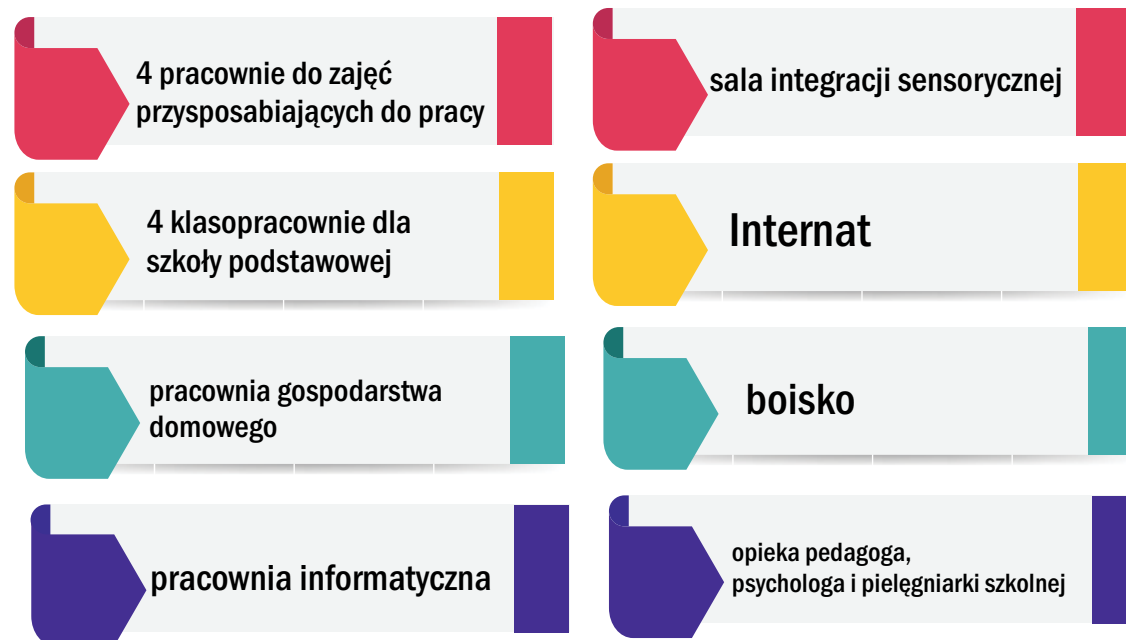 4 pracownie do zajęć
przysposabiających do pracy
4 klasopracownie dla
szkoły podstawowej
pracownia gospodarstwa
domowego
pracownia informatyczna
sala integracji sensorycznej
Internat
boisko
opieka pedagoga,
psychologa i pielęgniarki szkolnej